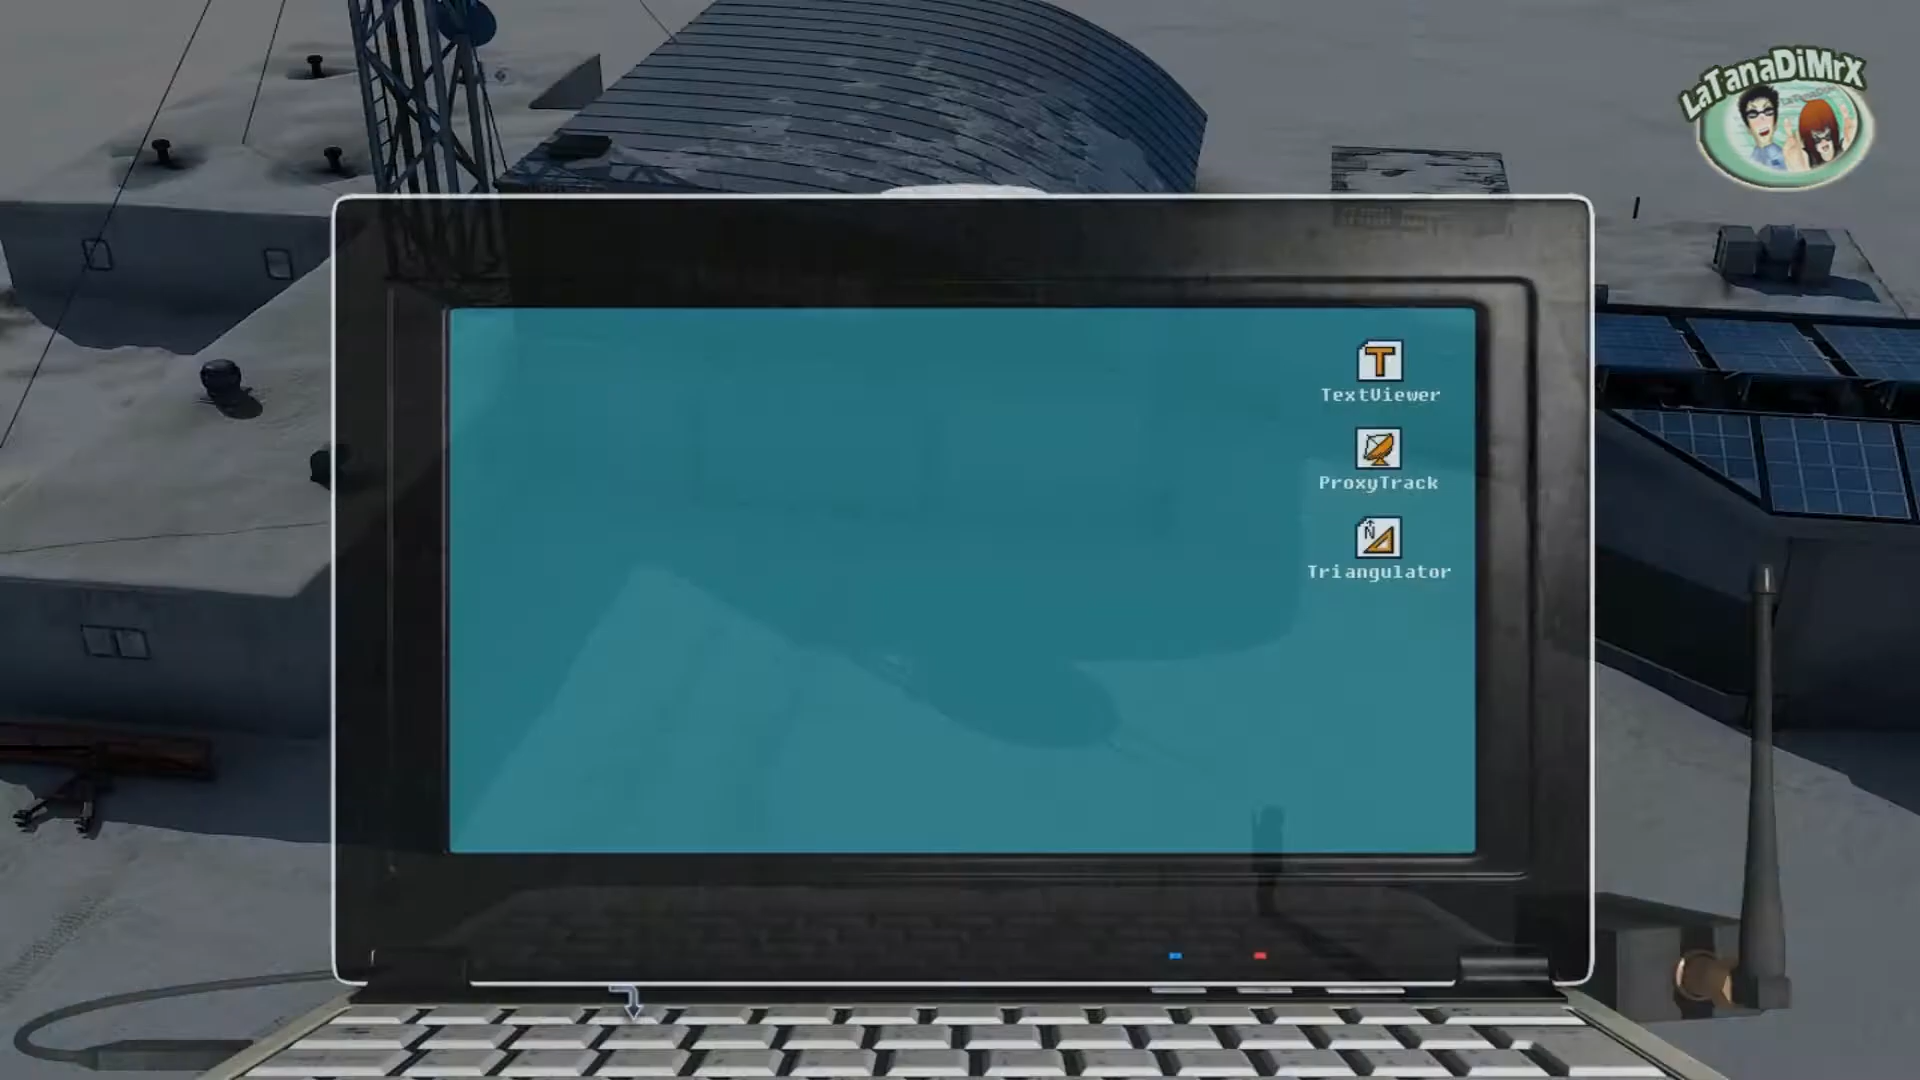 LaTanaDiMrX
TextViewer
ProxyTrack
N
Triangulator